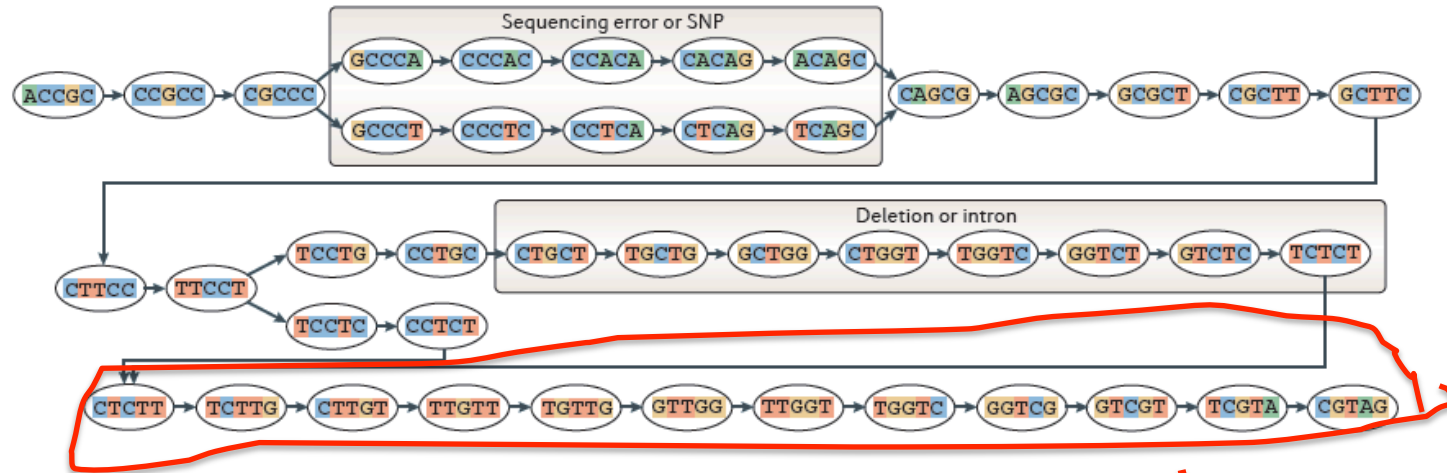 Sequencing error or SNP
GCCCA CCCAC CCACA CACAG ACAGC
ACCGC CCGCC CGCCC CAGCG AGCGC GCGCT CGCTT GCTTC
GCCCT CCCTC CCTCA CTCAG TCAGC
Deletion or intron
TCCTG CCTGC CTGCT TGCTG GCTGG CTGGT TGGTC GGTCT GTCTC TCTCT
CTTCC TTCCT
TCCTC CCTCT
CTCTT TCTTG CTTGT TTGTT TGTTG GTTGG TTGGT TGGTC GGTCG GTCGT TCGTA CGTAG